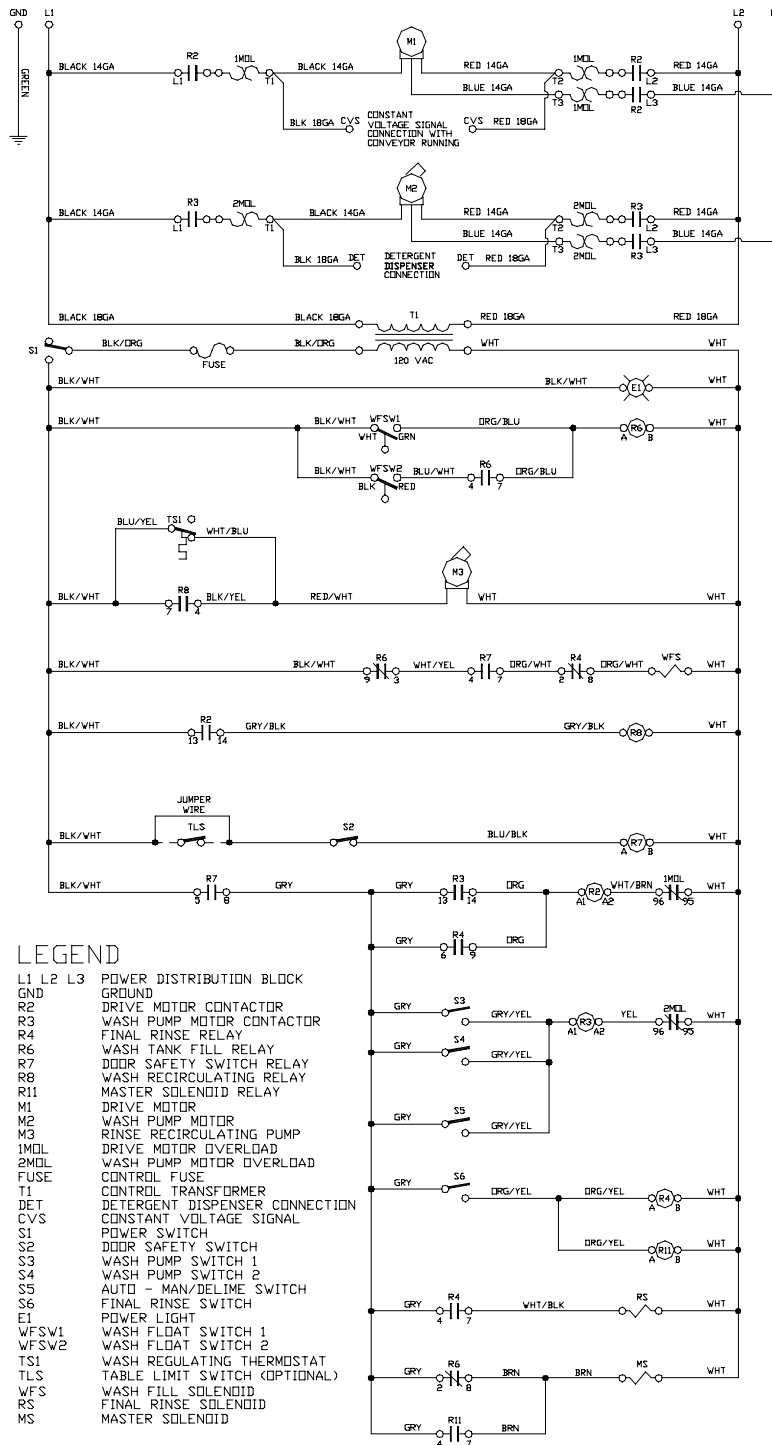 GND L1 L2
GREEN
M1
BLACK 14GA R2 1MOL BLACK 14GA RED 14GA 1MOL R2 RED 14GA
L1 T1 T2 L2
BLUE 14GA BLUE 14GA
T3 1MOL R2 L3
BLK 18GA CVS CONSTANT VOLTAGE SIGNAL CONNECTION WITH CONVEYOR RUNNING CVS RED 18GA
M2
BLACK 14GA R3 2MOL BLACK 14GA RED 14GA 2MOL R3 RED 14GA
L1 T1 T2 L2
BLUE 14GA BLUE 14GA
T3 2MOL R3 L3
BLK 18GA DET DETERGENT DISPENSER CONNECTION DET RED 18GA
BLACK 18GA BLACK 18GA T1 RED 18GA RED 18GA
S1 BLK/ORG FUSE BLK/ORG 120 VAC WHT WHT
BLK/WHT BLK/WHT E1 WHT
BLK/WHT BLK/WHT WFSW1 ORG/BLU R6 WHT
WHT GRN A B
BLK/WHT WFSW2 BLU/WHT R6 ORG/BLU
BLK RED 4 7
BLU/YEL TS1 WHT/BLU
M3
BLK/WHT R8 BLK/YEL RED/WHT WHT WHT
7 4
BLK/WHT BLK/WHT R6 WHT/YEL R7 ORG/WHT R4 ORG/WHT WFS WHT
9 3 4 7 2 8
BLK/WHT R2 GRY/BLK GRY/BLK R8 WHT
13 14
JUMPER
WIRE
BLK/WHT TLS S2 BLU/BLK R7 WHT
A B
BLK/WHT R7 GRY GRY R3 ORG R2 WHT/BRN 1MOL WHT
5 8 13 14 A1 A2 96 95
GRY R4 ORG
6 9
GRY S3 GRY/YEL R3 YEL 2MOL WHT
A1 A2 96 95
GRY S4 GRY/YEL
GRY S5 GRY/YEL
GRY S6 ORG/YEL ORG/YEL R4 WHT
A B
ORG/YEL R11 WHT
A B
GRY R4 WHT/BLK RS WHT
4 7
GRY R6 BRN BRN MS WHT
2 8
GRY R11 BRN
4 7
LEGEND
L1 L2 L3 POWER DISTRIBUTION BLOCK
GND GROUND
R2 DRIVE MOTOR CONTACTOR
R3 WASH PUMP MOTOR CONTACTOR
R4 FINAL RINSE RELAY
R6 WASH TANK FILL RELAY
R7 DOOR SAFETY SWITCH RELAY
R8 WASH RECIRCULATING RELAY
R11 MASTER SOLENOID RELAY
M1 DRIVE MOTOR
M2 WASH PUMP MOTOR
M3 RINSE RECIRCULATING PUMP
1MOL DRIVE MOTOR OVERLOAD
2MOL WASH PUMP MOTOR OVERLOAD
FUSE CONTROL FUSE
T1 CONTROL TRANSFORMER
DET DETERGENT DISPENSER CONNECTION
CVS CONSTANT VOLTAGE SIGNAL
S1 POWER SWITCH
S2 DOOR SAFETY SWITCH
S3 WASH PUMP SWITCH 1
S4 WASH PUMP SWITCH 2
S5 AUTO - MAN/DELIME SWITCH
S6 FINAL RINSE SWITCH
E1 POWER LIGHT
WFSW1 WASH FLOAT SWITCH 1
WFSW2 WASH FLOAT SWITCH 2
TS1 WASH REGULATING THERMOSTAT
TLS TABLE LIMIT SWITCH (OPTIONAL)
WFS WASH FILL SOLENOID
RS FINAL RINSE SOLENOID
MS MASTER SOLENOID